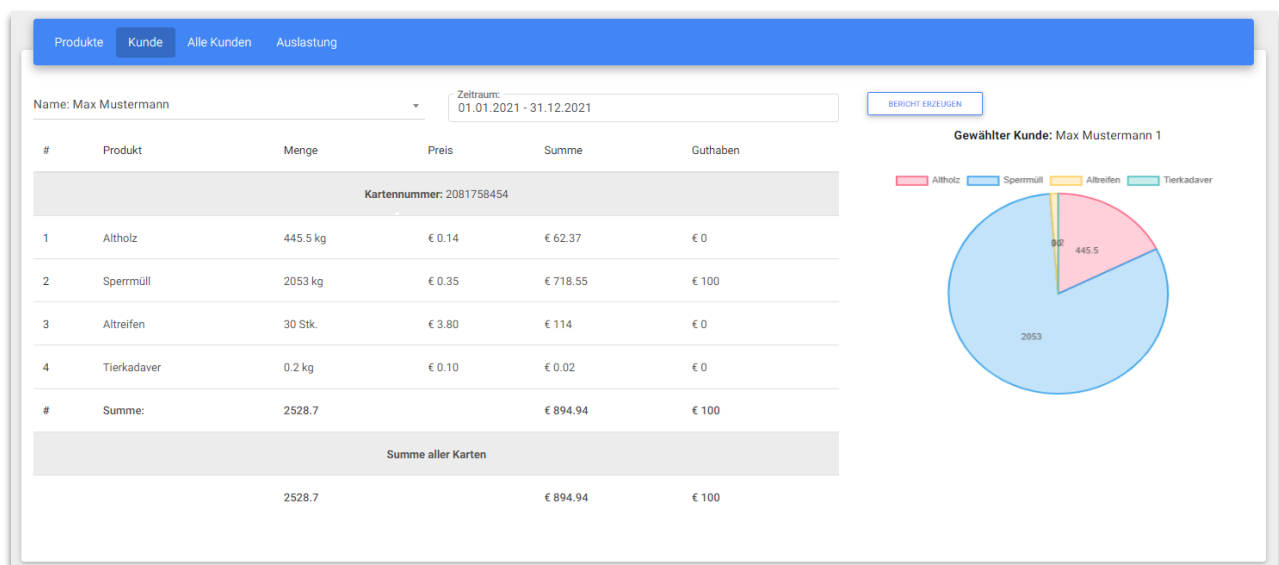 Produkte Kunde Alle Kunden Auslastung
Name: Max Mustermann
Zeitraum:
01.01.2021 - 31.12.2021
BERICHT ERZEUGEN
# Produkt Menge Preis Summe Guthaben
Kartennummer: 2081758454
1 Altholz 445.5 kg € 0.14 € 62.37 € 0
2 Sperrmüll 2053 kg € 0.35 € 718.55 € 100
3 Altreifen 30 Stk. € 3.80 € 114 € 0
4 Tierkadaver 0.2 kg € 0.10 € 0.02 € 0
# Summe: 2528.7 € 894.94 € 100
Summe aller Karten
2528.7 € 894.94 € 100
Gewählter Kunde: Max Mustermann 1
Altholz Sperrmüll Altreifen Tierkadaver
445.5
2053